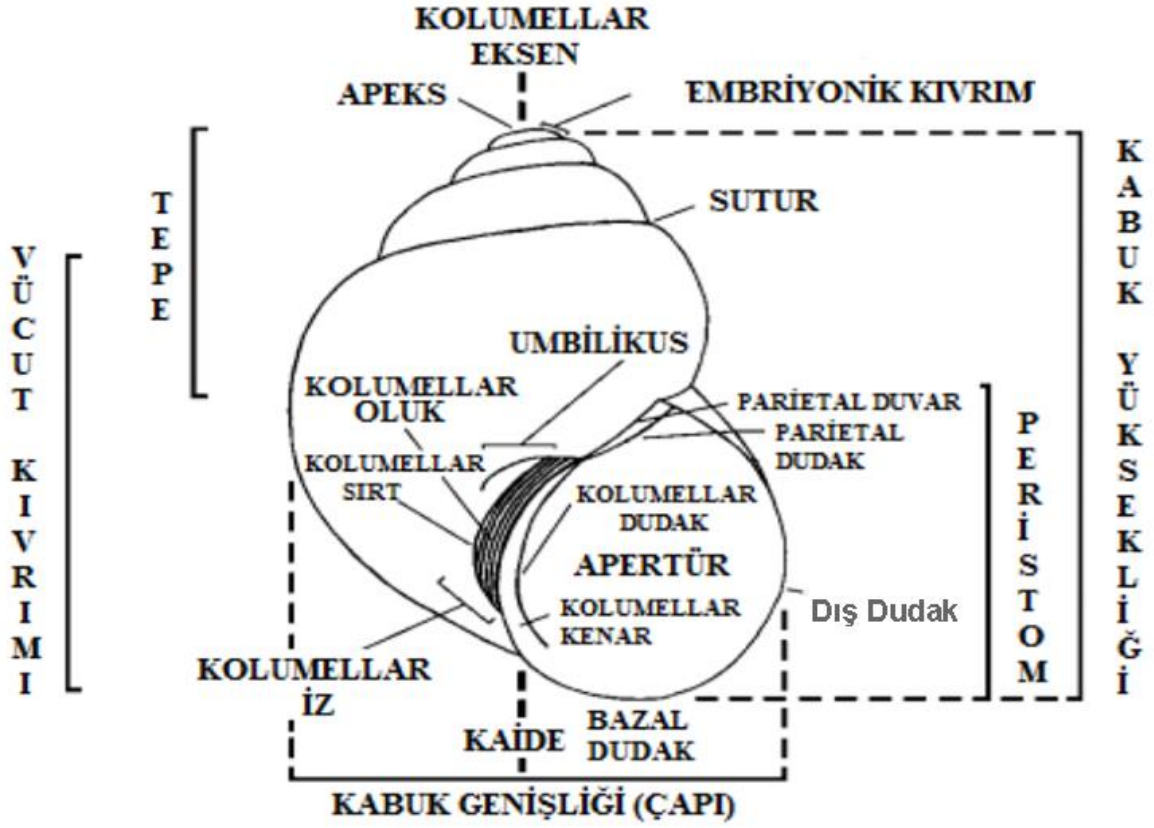 KOLUMELLAR
EKSEN
APEKS
EMBRİYONİK KIVRIM
TEPE
SUTUR
KABUK YÜKSEKLİĞİ
VÜCUT KIVRIMI
UMBİLİKUS
KOLUMELLAR
OLUK
PARİETAL DUVAR
PARİETAL
DUDAK
PERİSTOM
KOLUMELLAR
SIRT
KOLUMELLAR
DUDAK
APERTÜR
KOLUMELLAR
KENAR
Dış Dudak
KOLUMELLAR
İZ
KAİDE
BAZAL
DUDAK
KABUK GENİŞLİĞİ (ÇAPI)